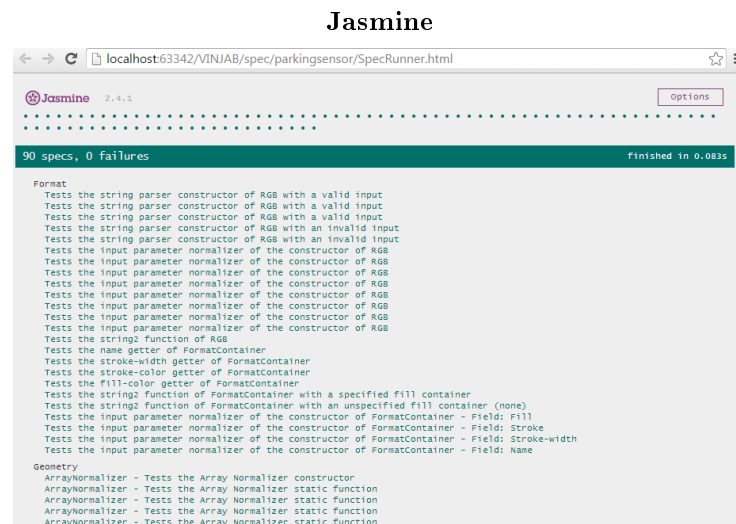 Jasmine
localhost:63342/VINJAB/spec/parkingsensor/SpecRunner.html
Jasmine 2.4.1 Options
90 specs, 0 failures finished in 0.083s
Format
Tests the string parser constructor of RGB with a valid input
Tests the string parser constructor of RGB with a valid input
Tests the string parser constructor of RGB with a valid input
Tests the string parser constructor of RGB with an invalid input
Tests the string parser constructor of RGB with an invalid input
Tests the input parameter normalizer of the constructor of RGB
Tests the input parameter normalizer of the constructor of RGB
Tests the input parameter normalizer of the constructor of RGB
Tests the input parameter normalizer of the constructor of RGB
Tests the input parameter normalizer of the constructor of RGB
Tests the input parameter normalizer of the constructor of RGB
Tests the input parameter normalizer of the constructor of RGB
Tests the input parameter normalizer of the constructor of RGB
Tests the string2 function of RGB
Tests the name getter of FormatContainer
Tests the stroke-width getter of FormatContainer
Tests the stroke-color getter of FormatContainer
Tests the fill-color getter of FormatContainer
Tests the string2 function of FormatContainer with a specified fill container
Tests the string2 function of FormatContainer with an unspecified fill container (none)
Tests the input parameter normalizer of the constructor of FormatContainer - Field: Fill
Tests the input parameter normalizer of the constructor of FormatContainer - Field: Stroke
Tests the input parameter normalizer of the constructor of FormatContainer - Field: Stroke-width
Tests the input parameter normalizer of the constructor of FormatContainer - Field: Name
Geometry
ArrayNormalizer - Tests the Array Normalizer constructor
ArrayNormalizer - Tests the Array Normalizer static function
ArrayNormalizer - Tests the Array Normalizer static function
ArrayNormalizer - Tests the Array Normalizer static function
ArrayNormalizer - Tests the Array Normalizer static function